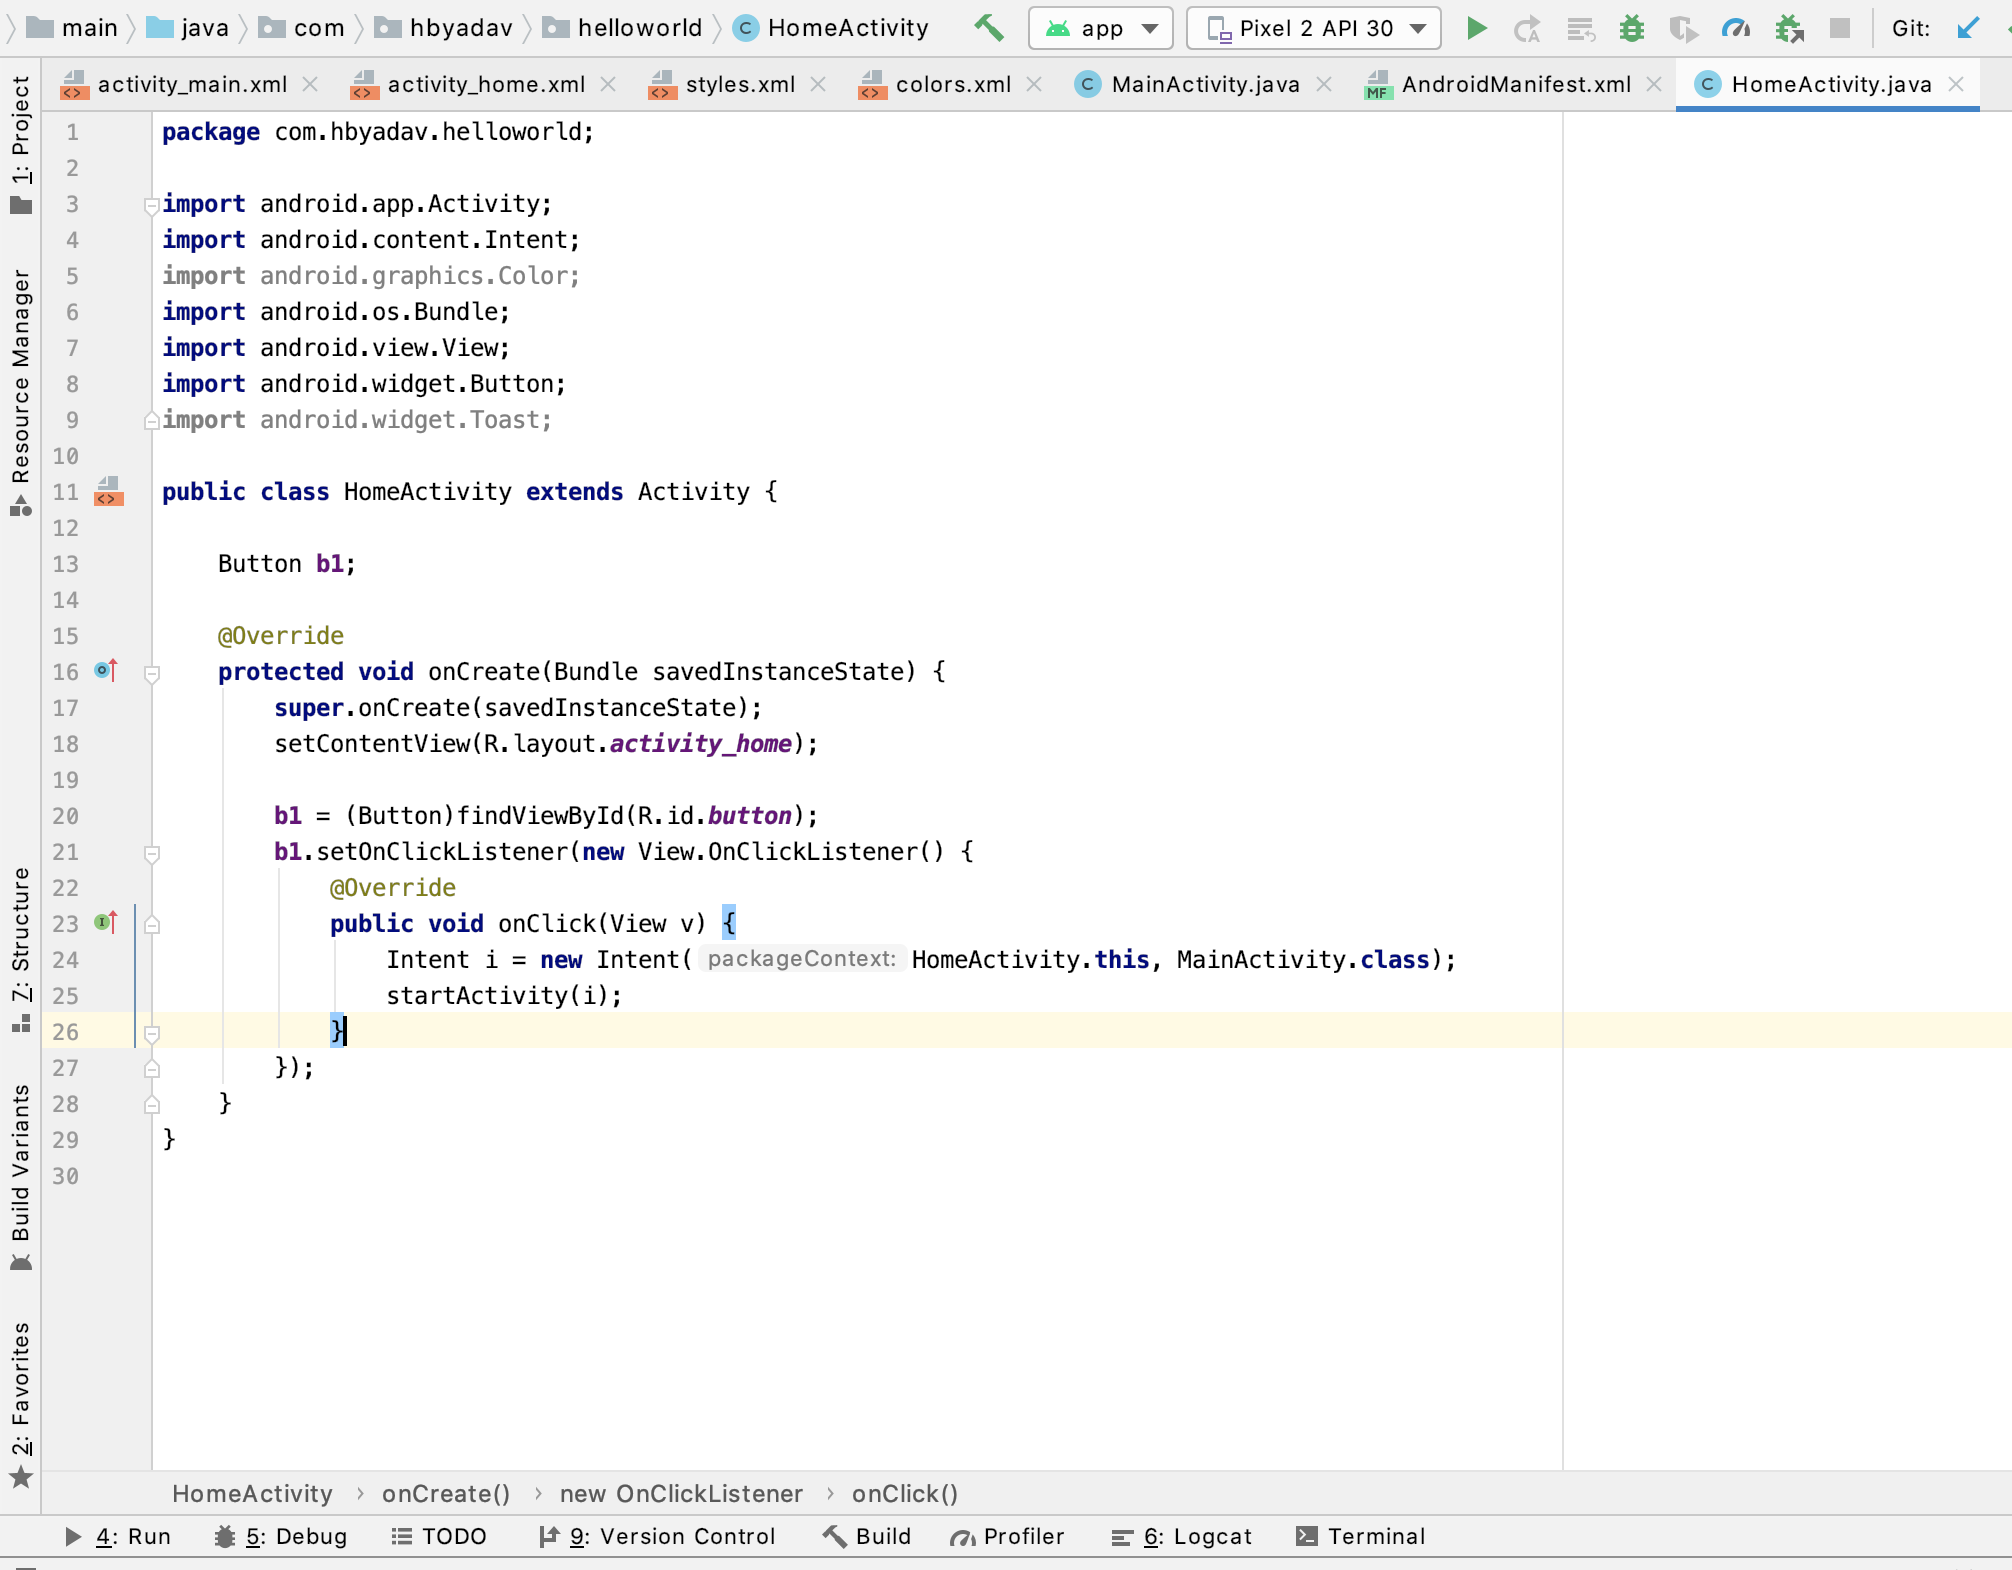 main java com hbyadav helloworld C HomeActivity app Pixel 2 API 30 Git:
activity_main.xml activity_home.xml styles.xml colors.xml C MainActivity.java MF AndroidManifest.xml C HomeActivity.java
1: Project
Resource Manager
7: Structure
Build Variants
2: Favorites
1 package com.hbyadav.helloworld;
2
3 import android.app.Activity;
4 import android.content.Intent;
5 import android.graphics.Color;
6 import android.os.Bundle;
7 import android.view.View;
8 import android.widget.Button;
9 import android.widget.Toast;
10
11 public class HomeActivity extends Activity {
12
13 Button b1;
14
15 @Override
16 protected void onCreate(Bundle savedInstanceState) {
17 super.onCreate(savedInstanceState);
18 setContentView(R.layout.activity_home);
19
20 b1 = (Button)findViewById(R.id.button);
21 b1.setOnClickListener(new View.OnClickListener() {
22 @Override
23 public void onClick(View v) {
24 Intent i = new Intent( packageContext: HomeActivity.this, MainActivity.class);
25 startActivity(i);
26 }
27 });
28 }
29 }
30
HomeActivity › onCreate() › new OnClickListener › onClick()
4: Run 5: Debug TODO 9: Version Control Build Profiler 6: Logcat Terminal